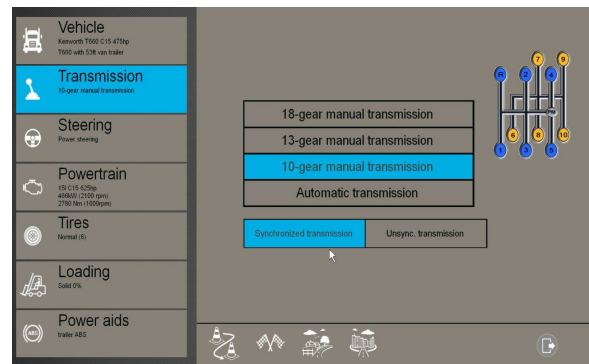 Vehicle
Kenworth T660 C15 475hp
T660 with 53ft van trailer
Transmission
10-gear manual transmission
Steering
Power steering
Powertrain
15l C15 625hp
466kW (2100 rpm)
2780 Nm (1000rpm)
Tires
Normal (6)
Loading
Solid 0%
Power aids
trailer ABS
ABS
18-gear manual transmission
13-gear manual transmission
10-gear manual transmission
Automatic transmission
Synchronized transmission
Unsync. transmission
7 9
R 2 4
6 8 10
1 3 5